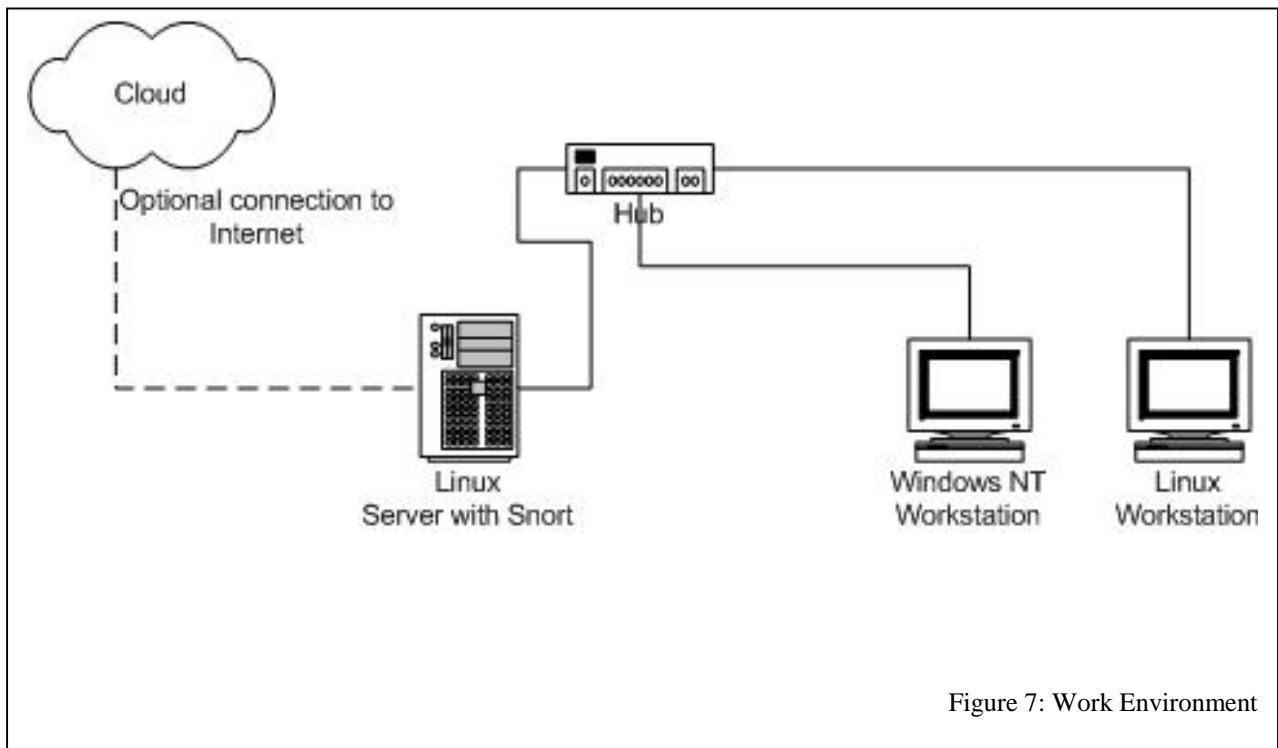 Cloud
Optional connection to
Internet
Hub
Linux
Server with Snort
Windows NT
Workstation
Linux
Workstation
Figure 7: Work Environment